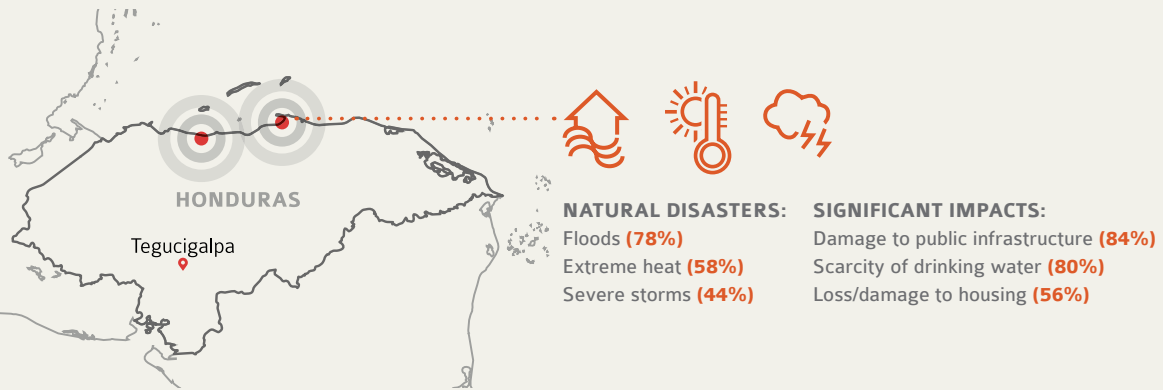 HONDURAS
Tegucigalpa
NATURAL DISASTERS:
Floods (78%)
Extreme heat (58%)
Severe storms (44%)
SIGNIFICANT IMPACTS:
Damage to public infrastructure (84%)
Scarcity of drinking water (80%)
Loss/damage to housing (56%)